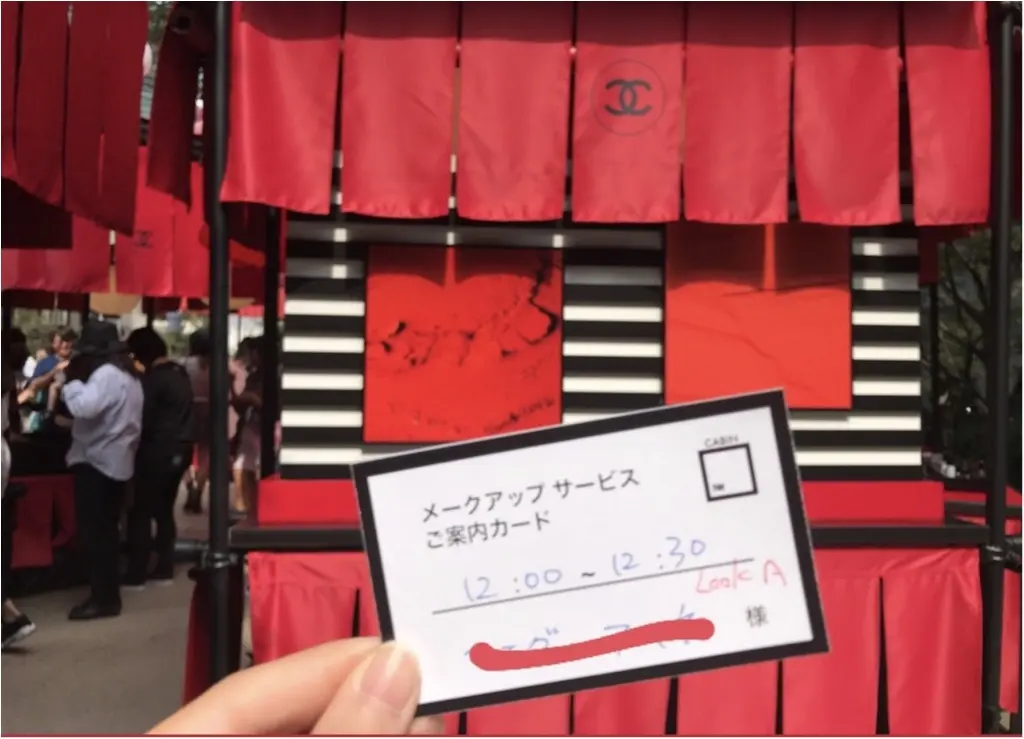 CABIN
メークアップ サービス
ご案内カード
12:00 ~ 12:30
Look A
様